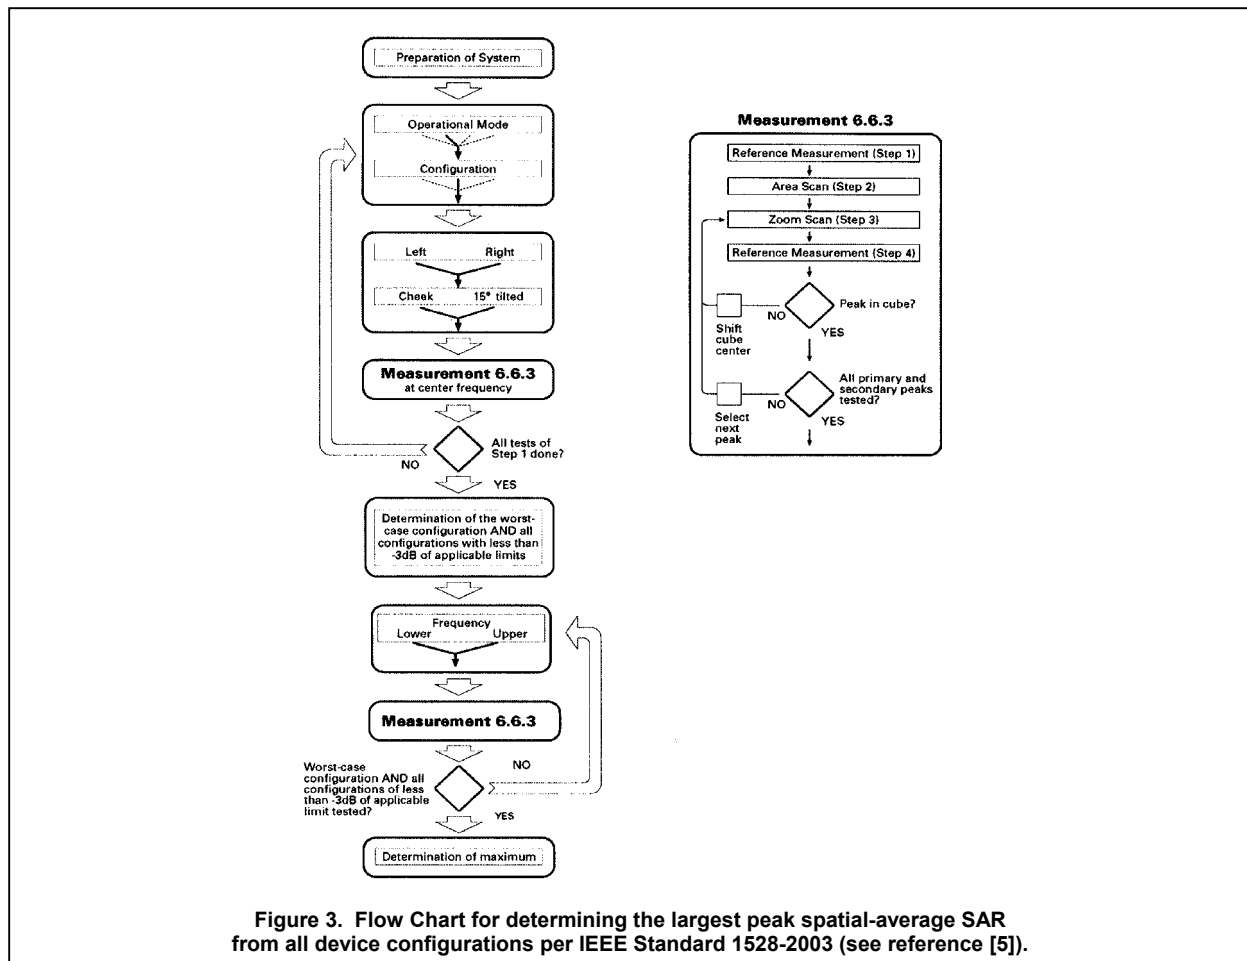 Preparation of System
Operational Mode
Configuration
Left Right
Cheek 15° tilted
Measurement 6.6.3
at center frequency
All tests of
Step 1 done?
NO
YES
Determination of the worst-
case configuration AND all
configurations with less than
-3dB of applicable limits
Frequency
Lower Upper
Measurement 6.6.3
Worst-case
configuration AND all
configurations of less
than -3dB of applicable
limit tested?
NO
YES
Determination of maximum
Measurement 6.6.3
Reference Measurement (Step 1)
Area Scan (Step 2)
Zoom Scan (Step 3)
Reference Measurement (Step 4)
Peak in cube?
NO
YES
Shift
cube
center
All primary and
secondary peaks
tested?
NO
YES
Select
next
peak
Figure 3. Flow Chart for determining the largest peak spatial-average SAR
from all device configurations per IEEE Standard 1528-2003 (see reference [5]).